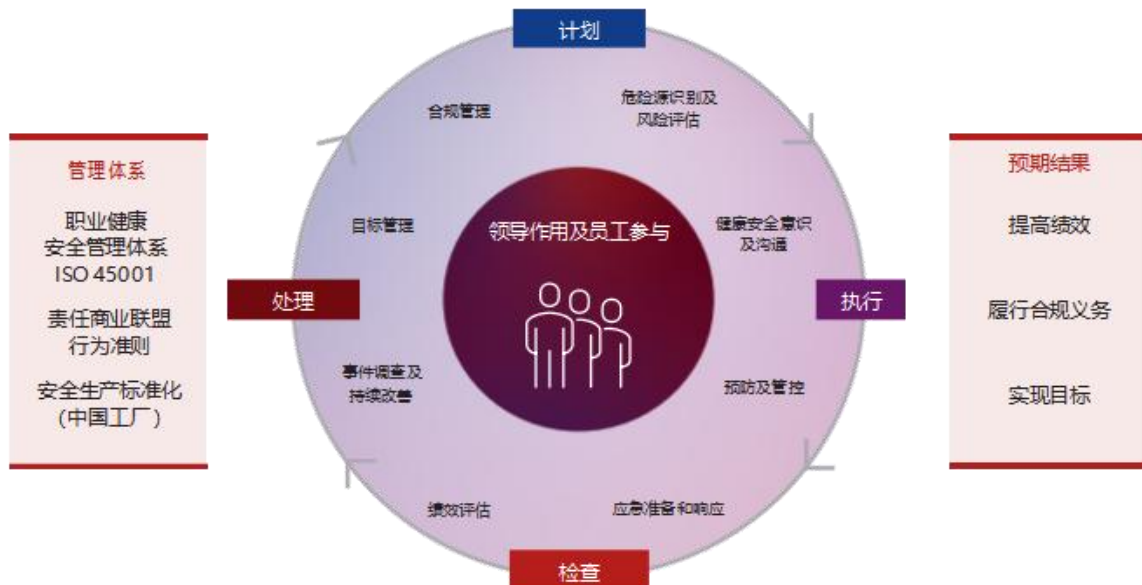 计划
合规管理
危险源识别及
风险评估
管理体系
职业健康
安全管理体系
ISO 45001
责任商业联盟
行为准则
安全生产标准化
(中国工厂)
目标管理
领导作用及员工参与
健康安全意识
及沟通
处理
执行
事件调查及
持续改善
预防及管控
绩效评估
应急准备和响应
检查
预期结果
提高绩效
履行合规义务
实现目标